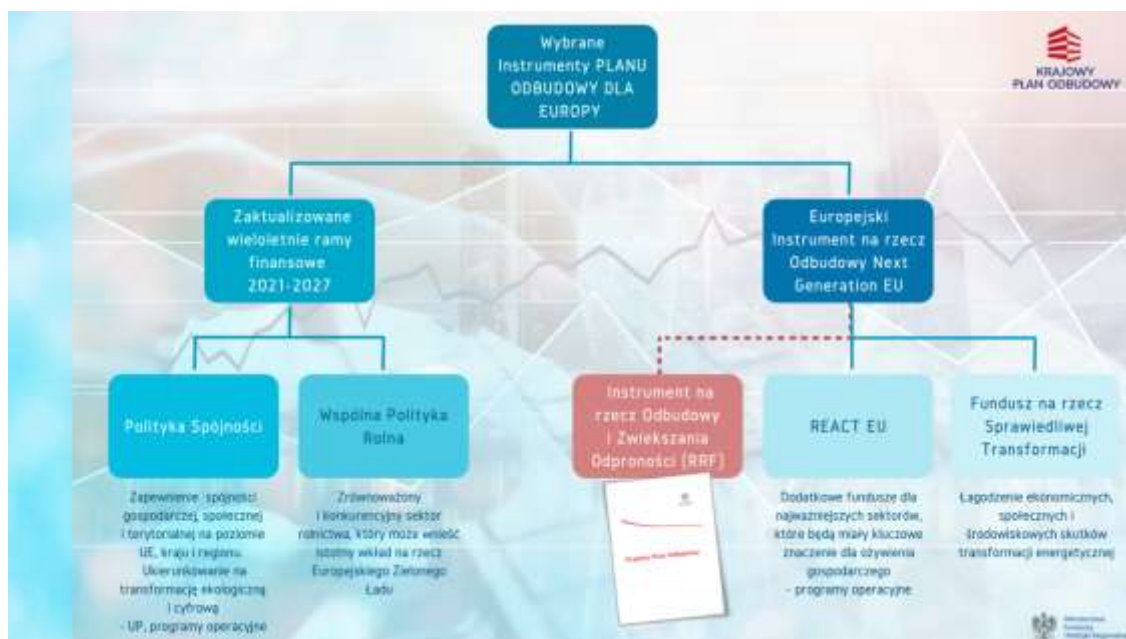 Wybrane
Instrumenty PLANU
ODBUDOWY DLA
EUROPY
KRAJOWY
PLAN ODBUDOWY
Zaktualizowane
wieloletnie ramy
finansowe
2021-2027
Europejski
Instrument na rzecz
Odbudowy Next
Generation EU
Polityka Spójności
Wspólna Polityka
Rolna
Instrument na
rzecz Odbudowy
i Zwiekszania
Odproności (RRF)
REACT EU
Fundusz na rzecz
Sprawiedliwej
Transformacji
Zapewnienie spójności
gospodarczej, społecznej
i terytorialnej na poziomie
UE, kraju i regionu.
Ukierunkowanie na
transformację ekologiczną
i cyfrową
- UP, programy operacyjne
Zrównoważony
i konkurencyjny sektor
rolnictwa, który może wnieść
istotny wkład na rzecz
Europejskiego Zielonego
Ładu
Dodatkowe fundusze dla
najważniejszych sektorów,
które będą miały kluczowe
znaczenie dla ożywienia
gospodarczego
- programy operacyjne
Łagodzenie ekonomicznych,
społecznych i
środowiskowych skutków
transformacji energetycznej